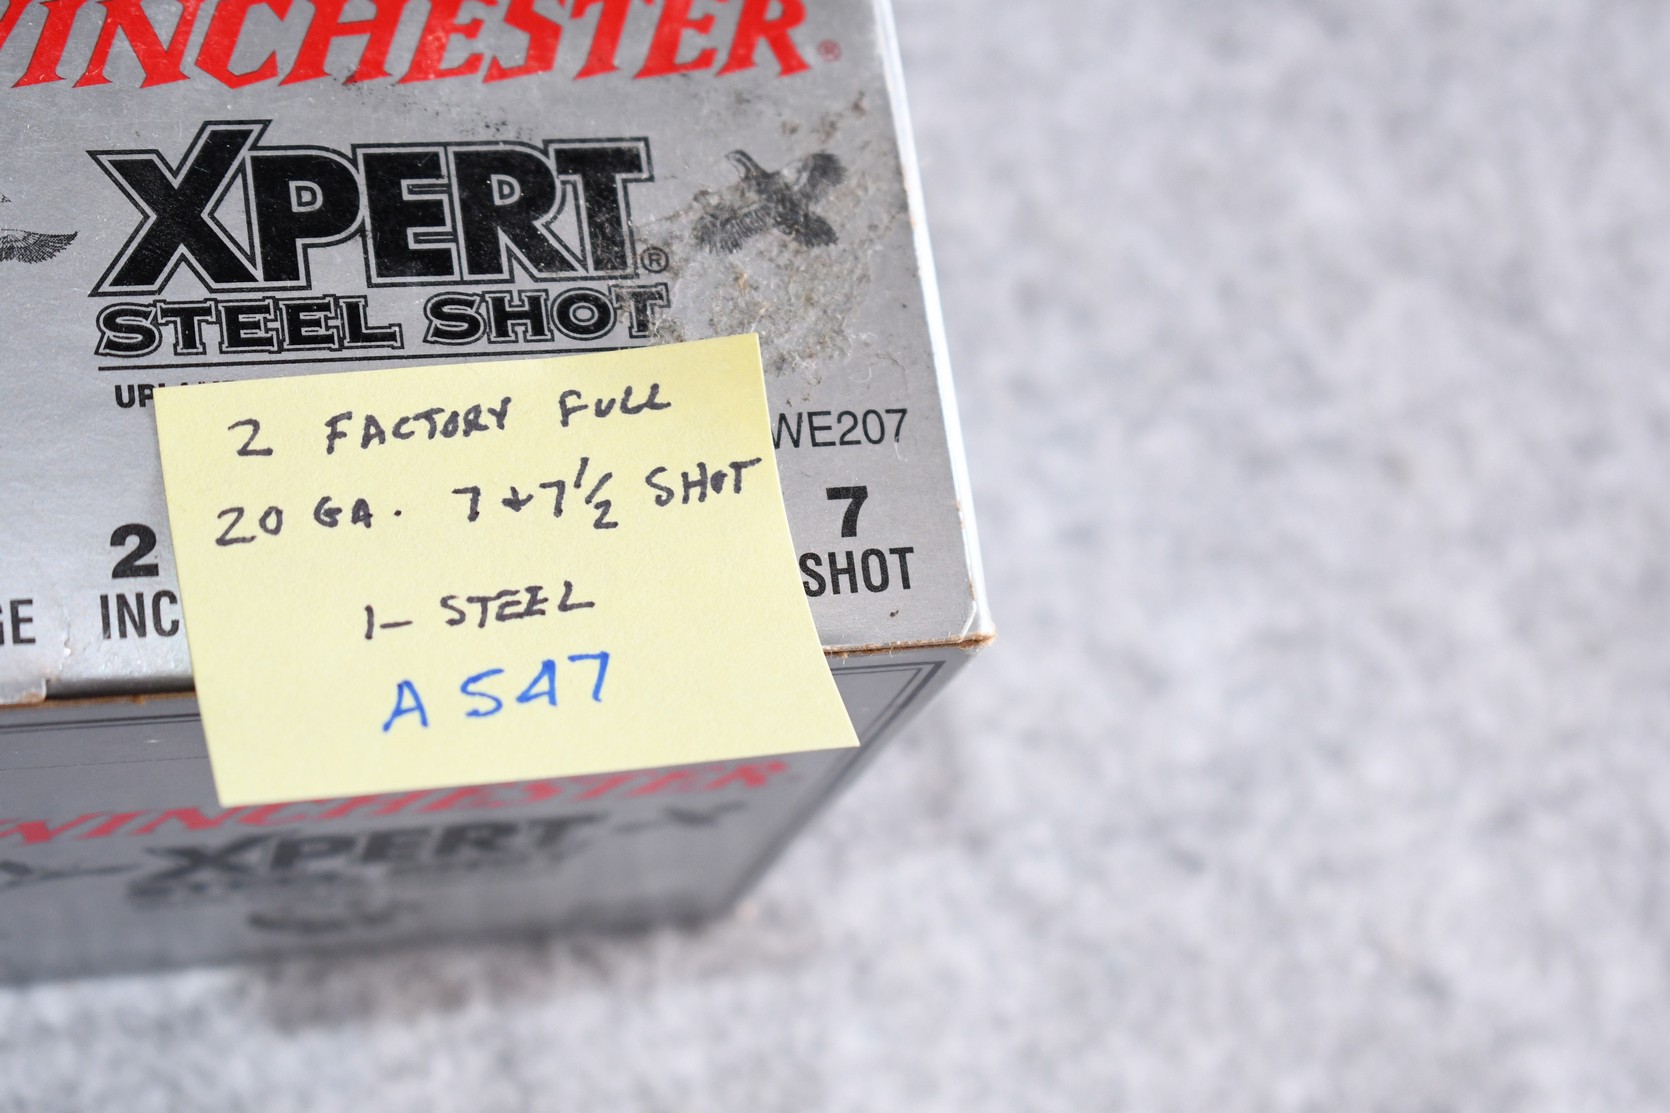 WINCHESTER®
XPERT®
STEEL SHOT
2 FACTORY FULL
WE207
20 GA. 7 + 7 1/2 SHOT
7
2
SHOT
INC
GE
1- STEEL
A547
WINCHESTER
XPERT